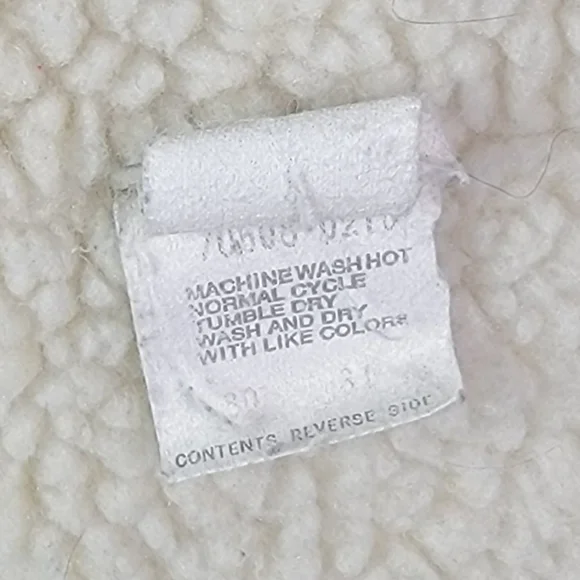 MACHINE WASH HOT
NORMAL CYCLE
TUMBLE DRY
WASH AND DRY
WITH LIKE COLORS
CONTENTS REVERSE SIDE